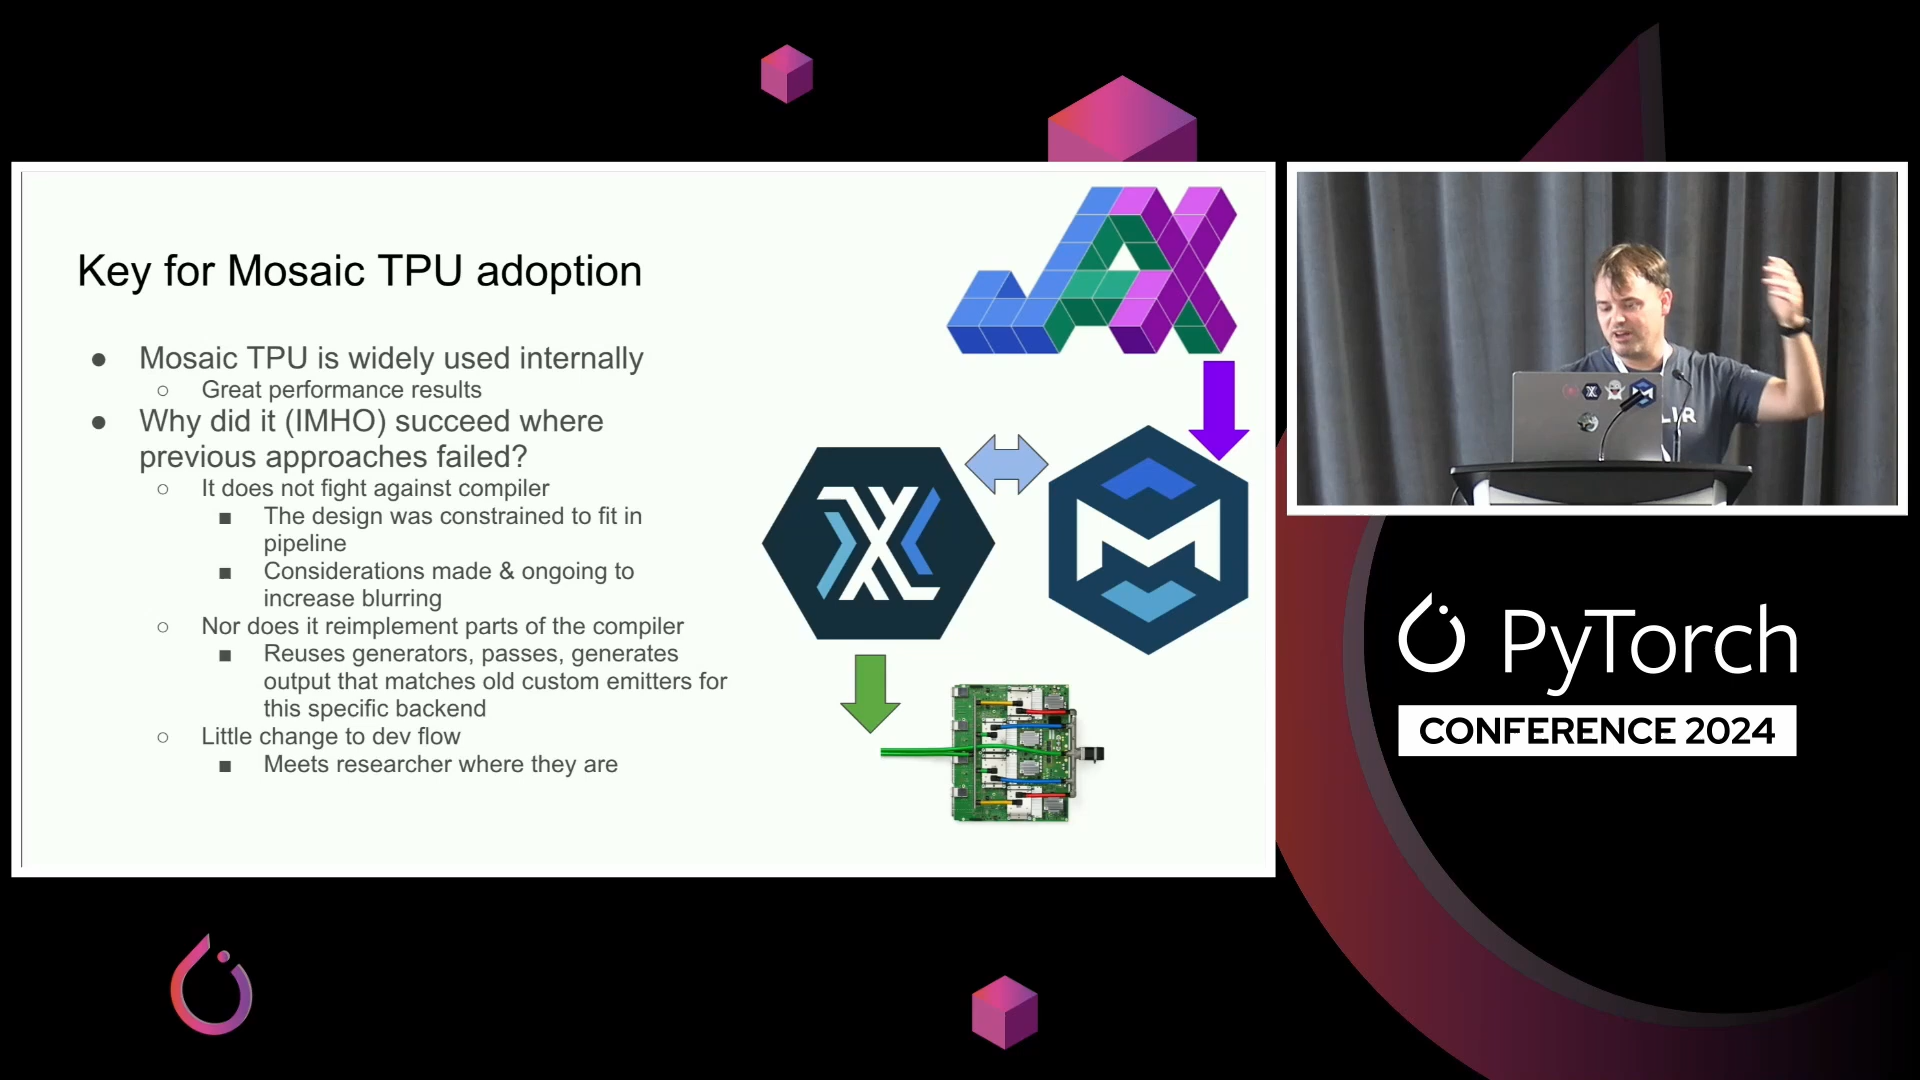 Key for Mosaic TPU adoption
● Mosaic TPU is widely used internally
○ Great performance results
● Why did it (IMHO) succeed where
previous approaches failed?
○ It does not fight against compiler
■ The design was constrained to fit in
pipeline
■ Considerations made & ongoing to
increase blurring
○ Nor does it reimplement parts of the compiler
■ Reuses generators, passes, generates
output that matches old custom emitters for
this specific backend
○ Little change to dev flow
■ Meets researcher where they are
JAX
X
M
LIR
PyTorch
CONFERENCE 2024